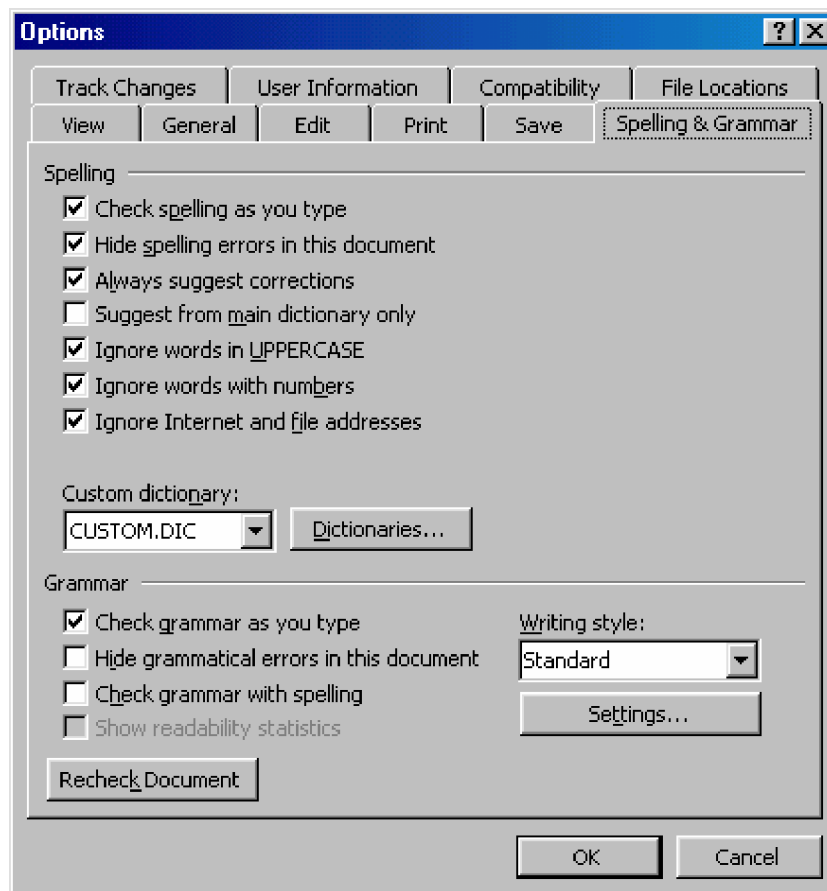 Options
Track Changes User Information Compatibility File Locations
View General Edit Print Save Spelling & Grammar
Spelling
Check spelling as you type
Hide spelling errors in this document
Always suggest corrections
Suggest from main dictionary only
Ignore words in UPPERCASE
Ignore words with numbers
Ignore Internet and file addresses
Custom dictionary:
CUSTOM.DIC Dictionaries...
Grammar
Check grammar as you type Writing style:
Hide grammatical errors in this document Standard
Check grammar with spelling
Settings...
Show readability statistics
Recheck Document
OK Cancel